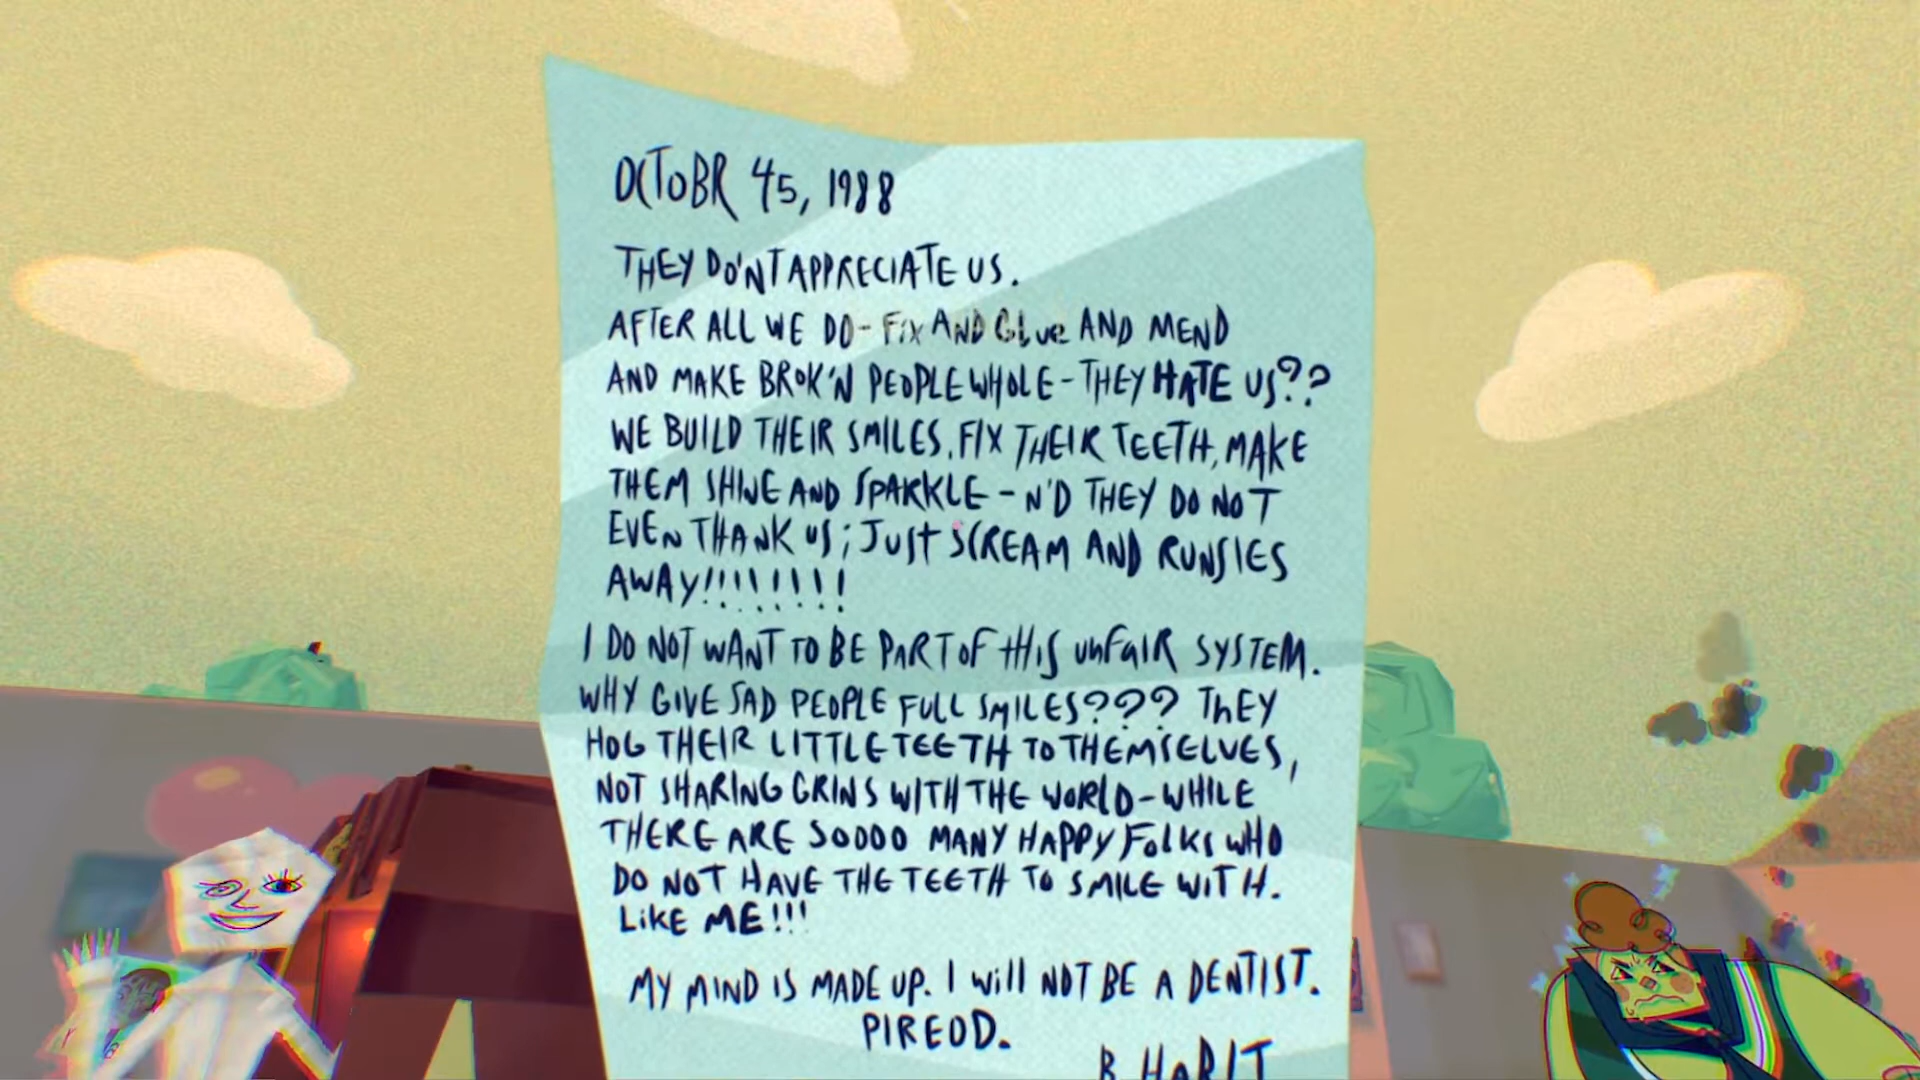 OCTOBR 45, 1988
THEY DO'NT APPRECIATE US.
AFTER ALL WE DO - FIX AND GLUE AND MEND
AND MAKE BROK'N PEOPLE WHOLE - THEY HATE US??
WE BUILD THEIR SMILES, FIX THEIR TEETH, MAKE
THEM SHINE AND SPARKLE - N'D THEY DO NOT
EVEN THANK US; JUST SCREAM AND RUNSIES
AWAY!!!!!!!!
I DO NOT WANT TO BE PART OF THIS UNFAIR SYSTEM.
WHY GIVE SAD PEOPLE FULL SMILES??? THEY
HOG THEIR LITTLE TEETH TO THEMSELVES,
NOT SHARING GRINS WITH THE WORLD - WHILE
THERE ARE SOOOO MANY HAPPY FOLKS WHO
DO NOT HAVE THE TEETH TO SMILE WITH.
LIKE ME!!!
MY MIND IS MADE UP. I WILL NOT BE A DENTIST.
PIREOD.
B. HABIT